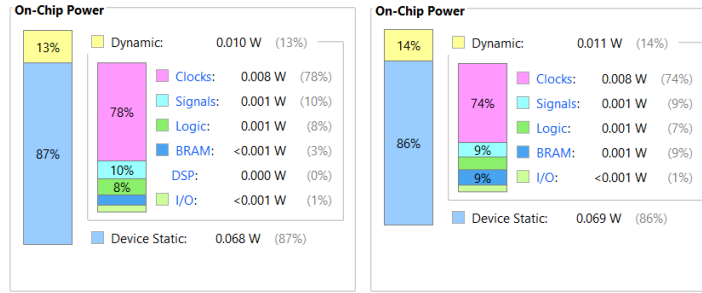 On-Chip Power
13%
87%
Dynamic: 0.010 W (13%)
78%
10%
8%
Clocks: 0.008 W (78%)
Signals: 0.001 W (10%)
Logic: 0.001 W (8%)
BRAM: <0.001 W (3%)
DSP: 0.000 W (0%)
I/O: <0.001 W (1%)
Device Static: 0.068 W (87%)
On-Chip Power
14%
86%
Dynamic: 0.011 W (14%)
74%
9%
9%
Clocks: 0.008 W (74%)
Signals: 0.001 W (9%)
Logic: 0.001 W (7%)
BRAM: 0.001 W (9%)
I/O: <0.001 W (1%)
Device Static: 0.069 W (86%)